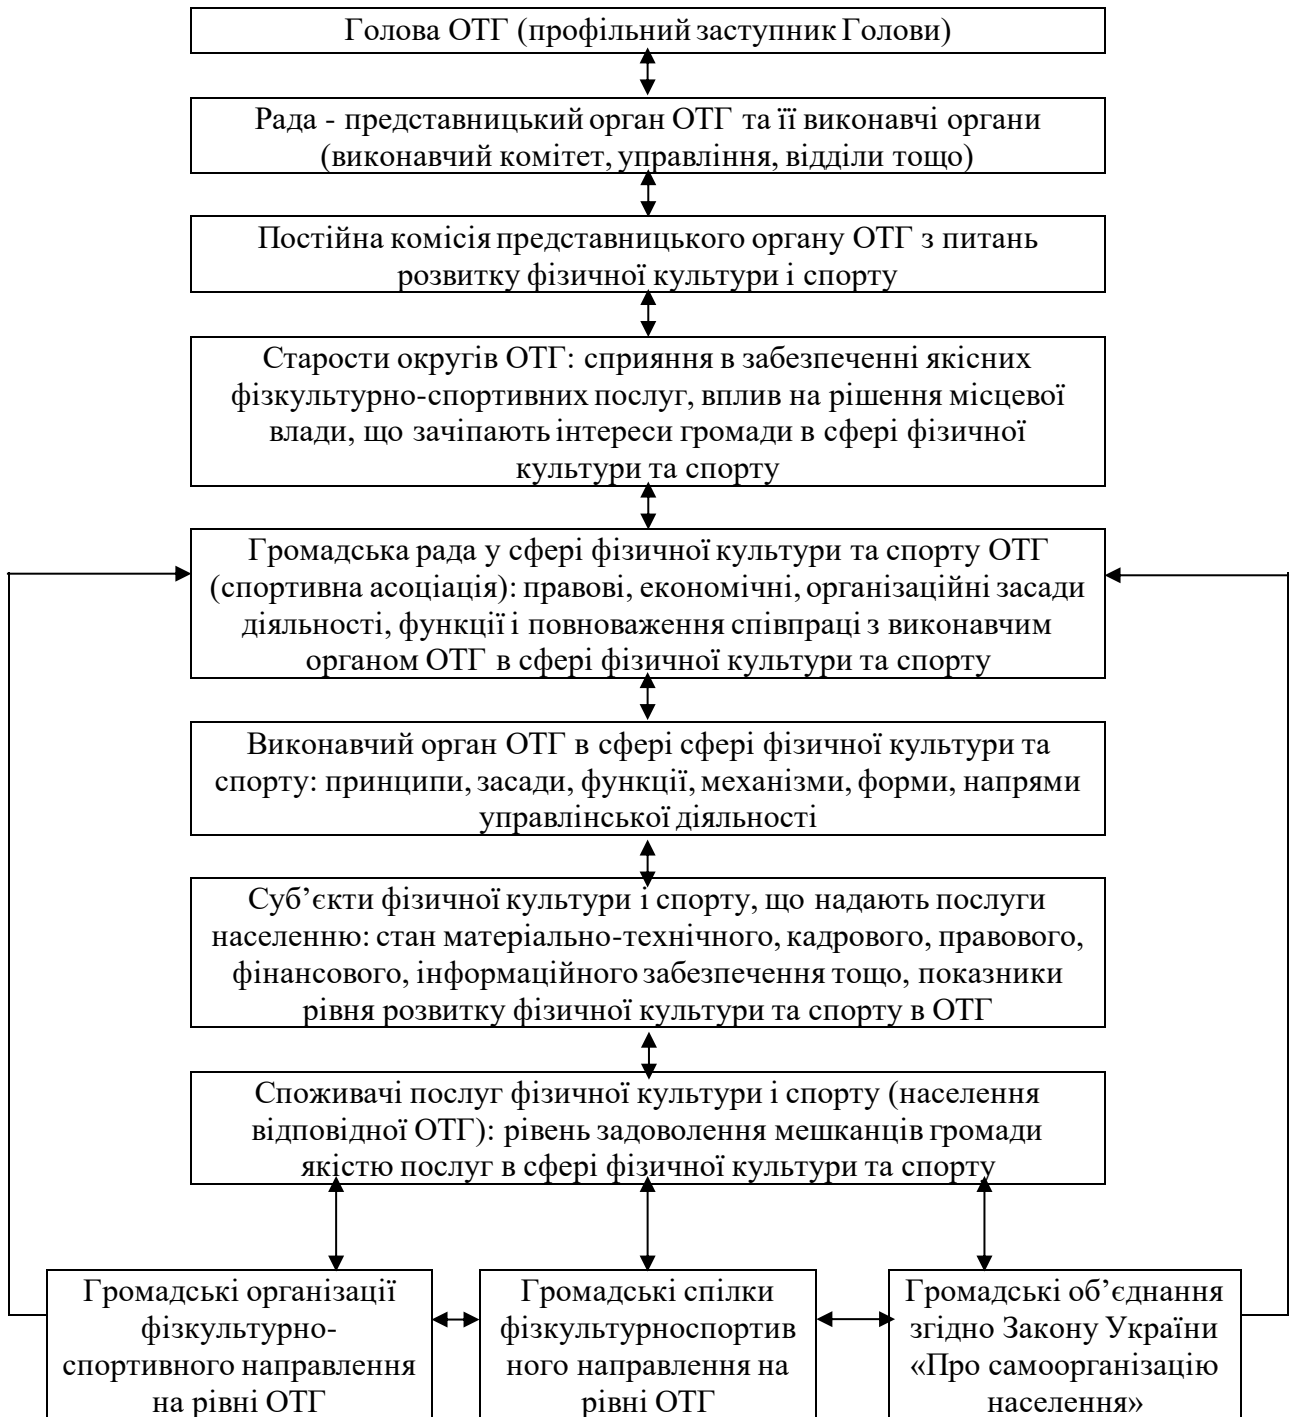 Голова ОТГ (профільний заступник Голови)
Рада - представницький орган ОТГ та її виконавчі органи
(виконавчий комітет, управління, відділи тощо)
Постійна комісія представницького органу ОТГ з питань
розвитку фізичної культури і спорту
Старости округів ОТГ: сприяння в забезпеченні якісних
фізкультурно-спортивних послуг, вплив на рішення місцевої
влади, що зачіпають інтереси громади в сфері фізичної
культури та спорту
Громадська рада у сфері фізичної культури та спорту ОТГ
(спортивна асоціація): правові, економічні, організаційні засади
діяльності, функції і повноваження співпраці з виконавчим
органом ОТГ в сфері фізичної культури та спорту
Виконавчий орган ОТГ в сфері сфері фізичної культури та
спорту: принципи, засади, функції, механізми, форми, напрями
управлінської діяльності
Суб’єкти фізичної культури і спорту, що надають послуги
населенню: стан матеріально-технічного, кадрового, правового,
фінансового, інформаційного забезпечення тощо, показники
рівня розвитку фізичної культури та спорту в ОТГ
Споживачі послуг фізичної культури і спорту (населення
відповідної ОТГ): рівень задоволення мешканців громади
якістю послуг в сфері фізичної культури та спорту
Громадські організації
фізкультурно-
спортивного направлення
на рівні ОТГ
Громадські спілки
фізкультурноспортив
ного направлення на
рівні ОТГ
Громадські об’єднання
згідно Закону України
«Про самоорганізацію
населення»